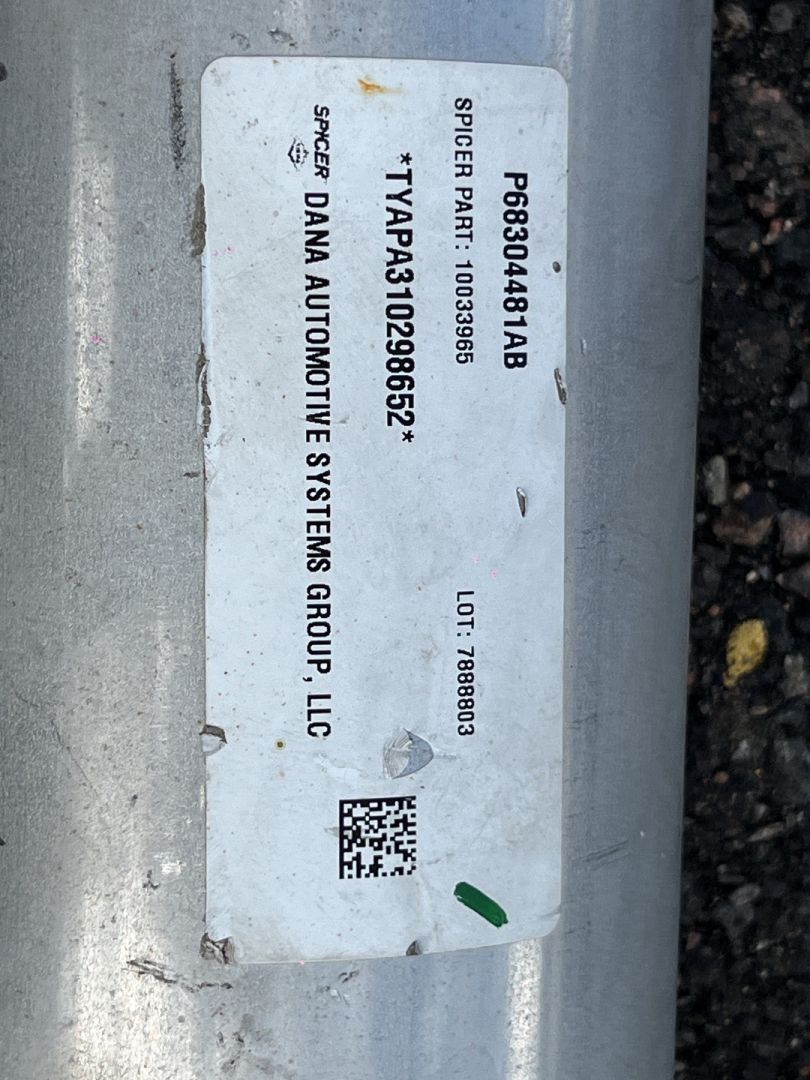 P68304481AB
SPICER PART: 10033965 LOT: 7888803
*TYAPA310298652*
SPICER DANA AUTOMOTIVE SYSTEMS GROUP, LLC